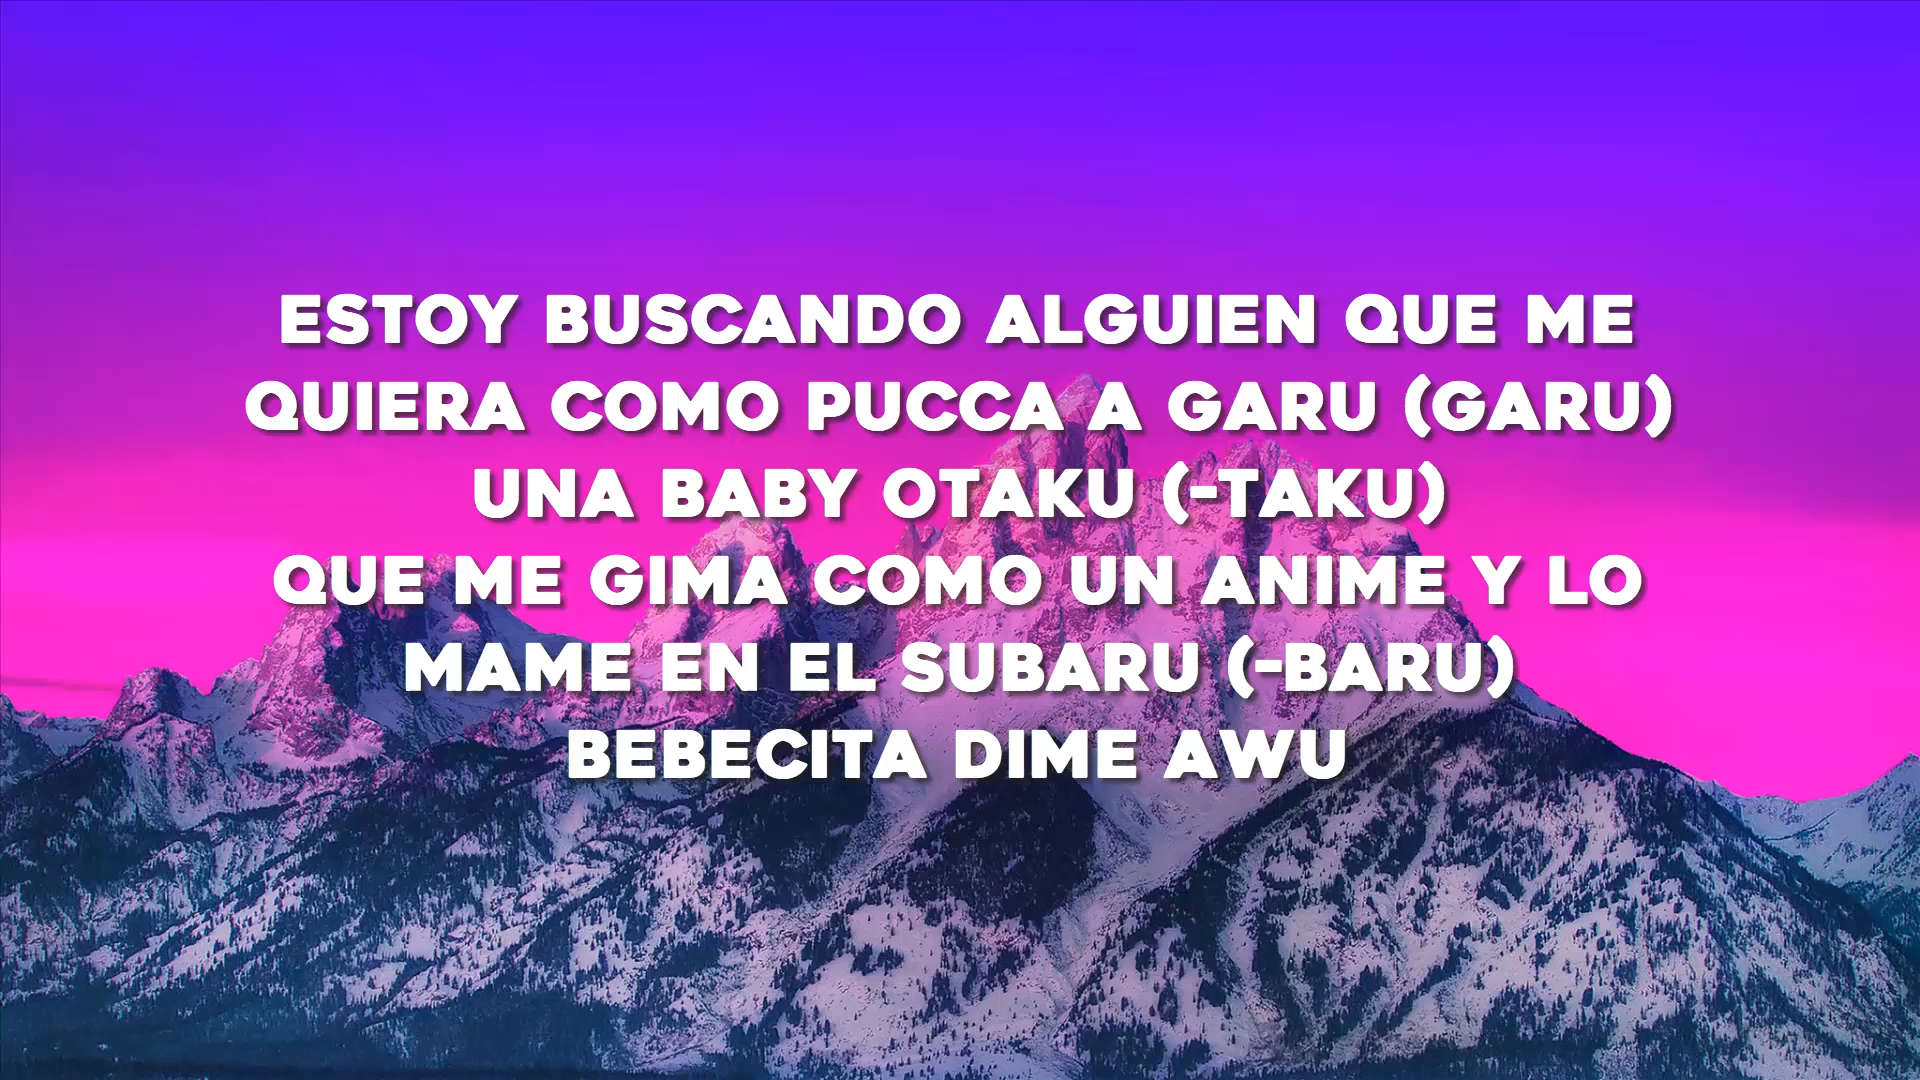 ESTOY BUSCANDO ALGUIEN QUE ME
QUIERA COMO PUCCA A GARU (GARU)
UNA BABY OTAKU (-TAKU)
QUE ME GIMA COMO UN ANIME Y LO
MAME EN EL SUBARU (-BARU)
BEBECITA DIME AWU